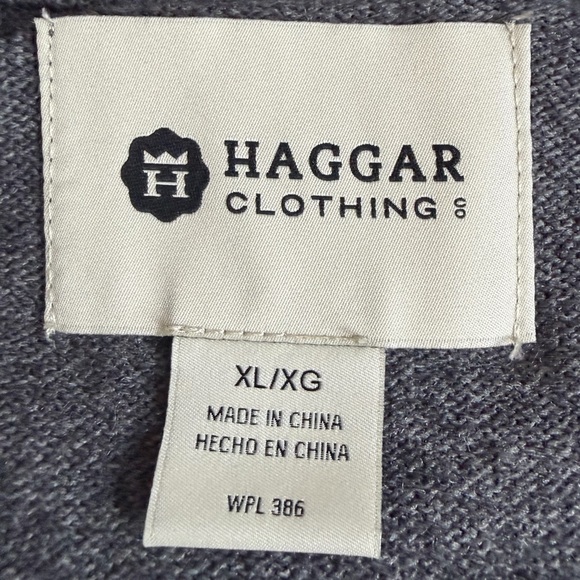 H HAGGAR
CLOTHING CO
XL/XG
MADE IN CHINA
HECHO EN CHINA
WPL 386